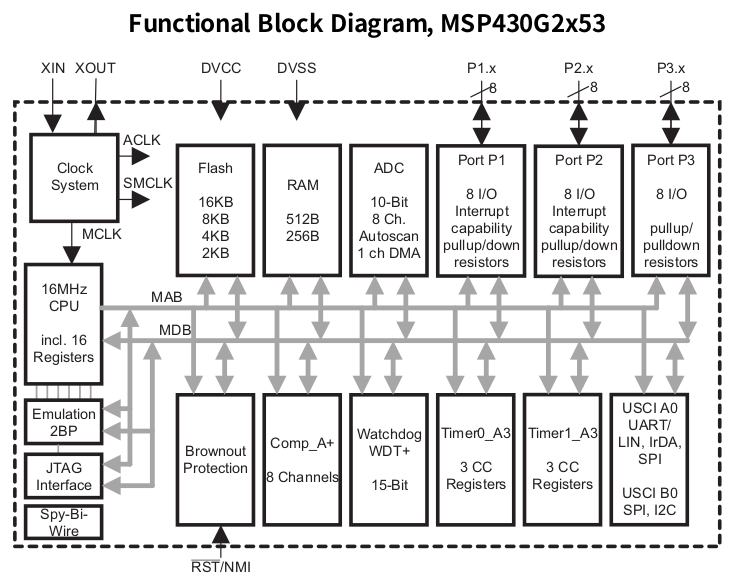 Functional Block Diagram, MSP430G2x53
XIN XOUT DVCC DVSS P1.x P2.x P3.x
8 8 8
ACLK
SMCLK
MCLK
Clock
System
Flash
16KB
8KB
4KB
2KB
RAM
512B
256B
ADC
10-Bit
8 Ch.
Autoscan
1 ch DMA
Port P1
8 I/O
Interrupt
capability
pullup/down
resistors
Port P2
8 I/O
Interrupt
capability
pullup/down
resistors
Port P3
8 I/O
pullup/
pulldown
resistors
16MHz
CPU
incl. 16
Registers
MAB
MDB
Emulation
2BP
JTAG
Interface
Spy-Bi-
Wire
Brownout
Protection
Comp_A+
8 Channels
Watchdog
WDT+
15-Bit
Timer0_A3
3 CC
Registers
Timer1_A3
3 CC
Registers
USCI A0
UART/
LIN, IrDA,
SPI
USCI B0
SPI, I2C
RST/NMI